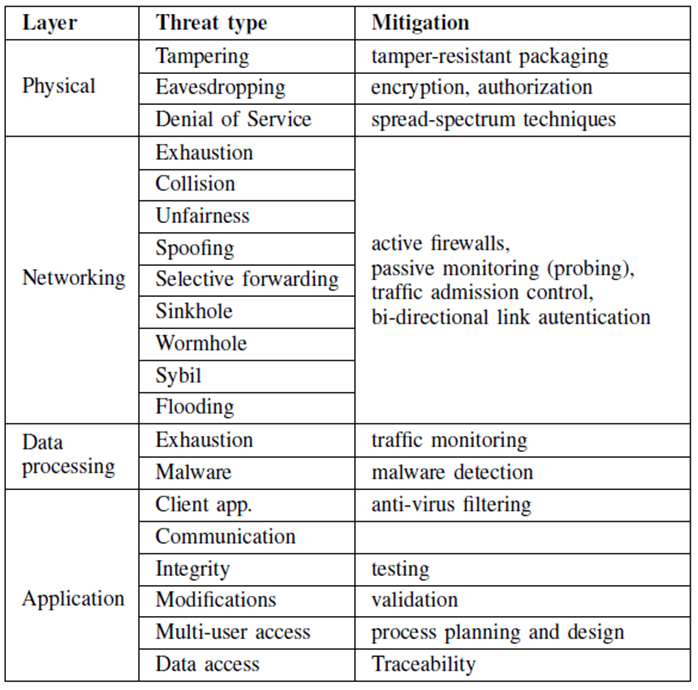 Layer Threat type Mitigation
Physical
Tampering tamper-resistant packaging
Eavesdropping encryption, authorization
Denial of Service spread-spectrum techniques
Networking
Exhaustion
Collision
Unfairness
Spoofing
Selective forwarding
Sinkhole
Wormhole
Sybil
Flooding
active firewalls,
passive monitoring (probing),
traffic admission control,
bi-directional link autentication
Data
processing
Exhaustion traffic monitoring
Malware malware detection
Application
Client app. anti-virus filtering
Communication
Integrity testing
Modifications validation
Multi-user access process planning and design
Data access Traceability